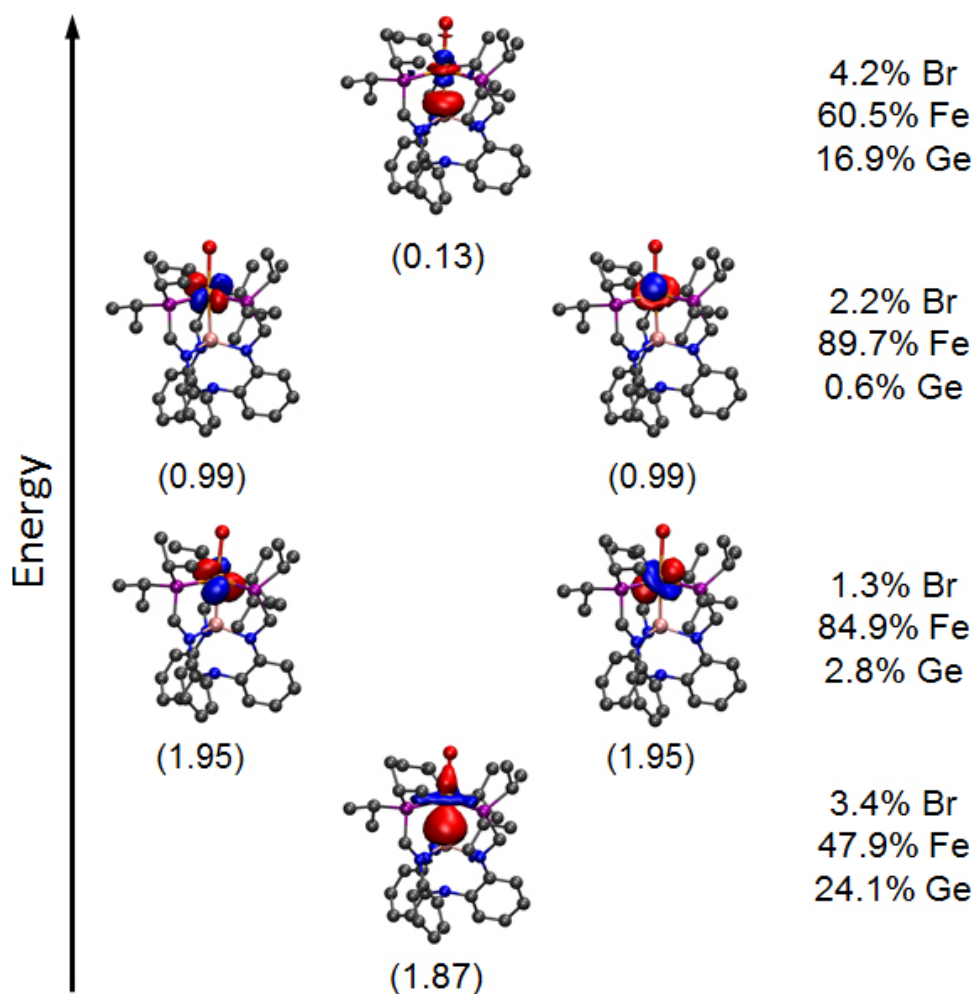 Energy
4.2% Br
60.5% Fe
16.9% Ge
(0.13)
2.2% Br
89.7% Fe
0.6% Ge
(0.99)
(0.99)
1.3% Br
84.9% Fe
2.8% Ge
(1.95)
(1.95)
3.4% Br
47.9% Fe
24.1% Ge
(1.87)